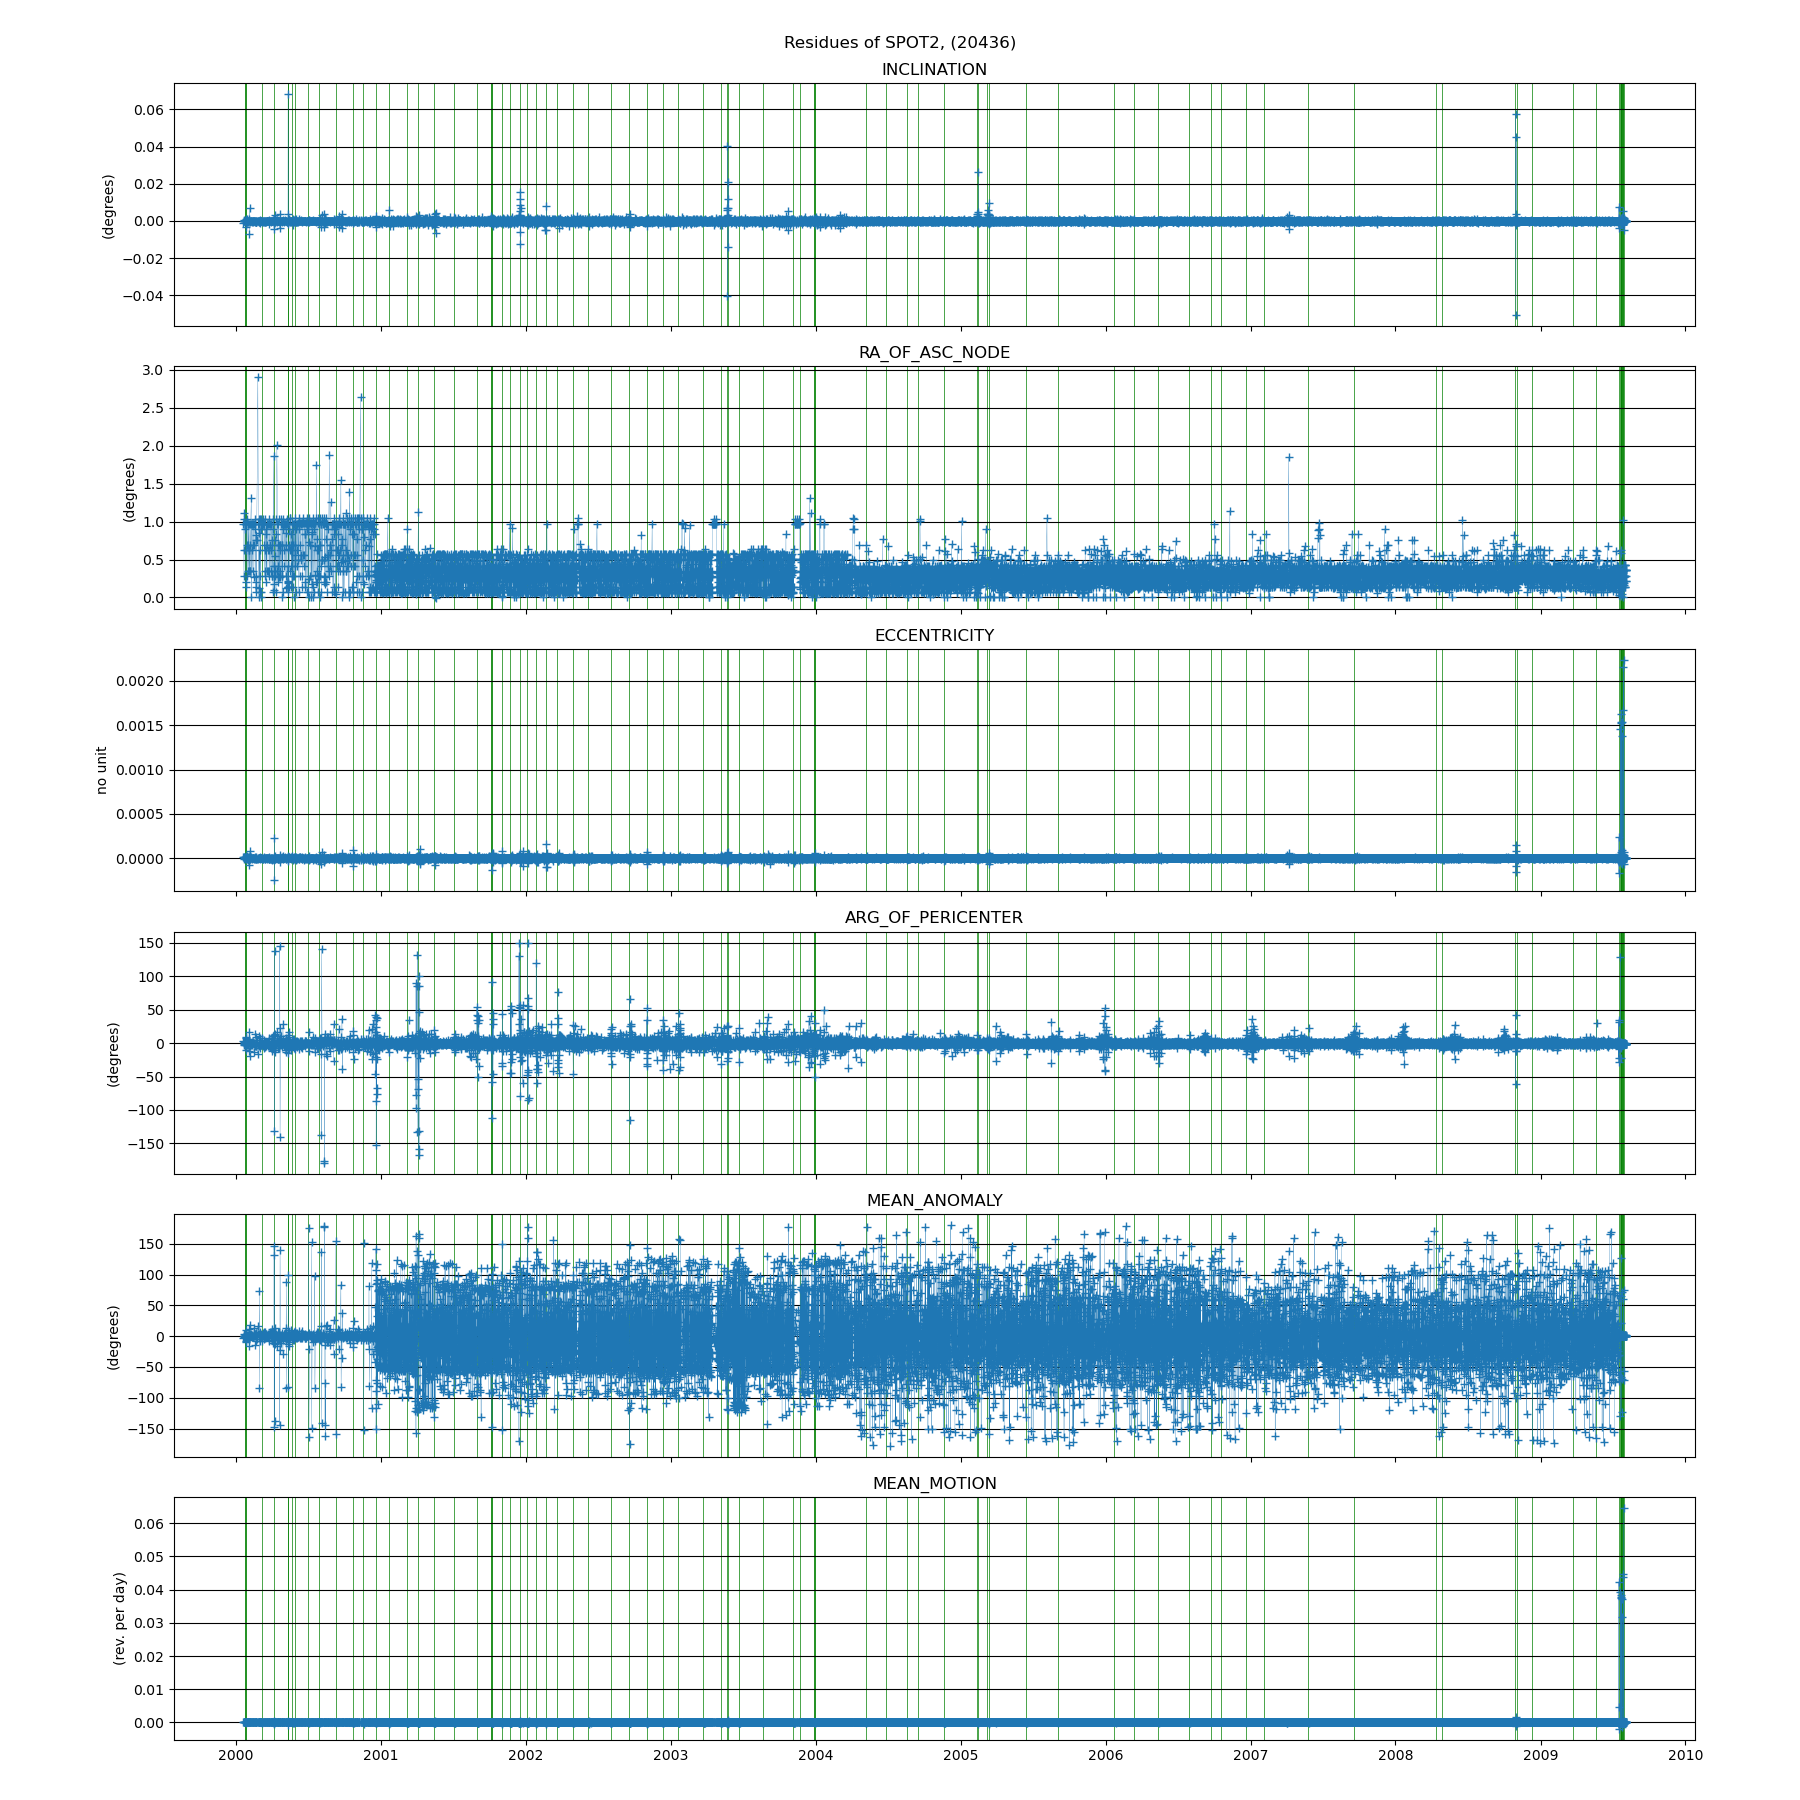 Residues of SPOT2, (20436)
INCLINATION
0.06
0.04
0.02
0.00
−0.02
−0.04
(degrees)
RA_OF_ASC_NODE
3.0
2.5
2.0
1.5
1.0
0.5
0.0
(degrees)
ECCENTRICITY
0.0020
0.0015
0.0010
0.0005
0.0000
no unit
ARG_OF_PERICENTER
150
100
50
0
−50
−100
−150
(degrees)
MEAN_ANOMALY
150
100
50
0
−50
−100
−150
(degrees)
MEAN_MOTION
0.06
0.05
0.04
0.03
0.02
0.01
0.00
(rev. per day)
2000 2001 2002 2003 2004 2005 2006 2007 2008 2009 2010